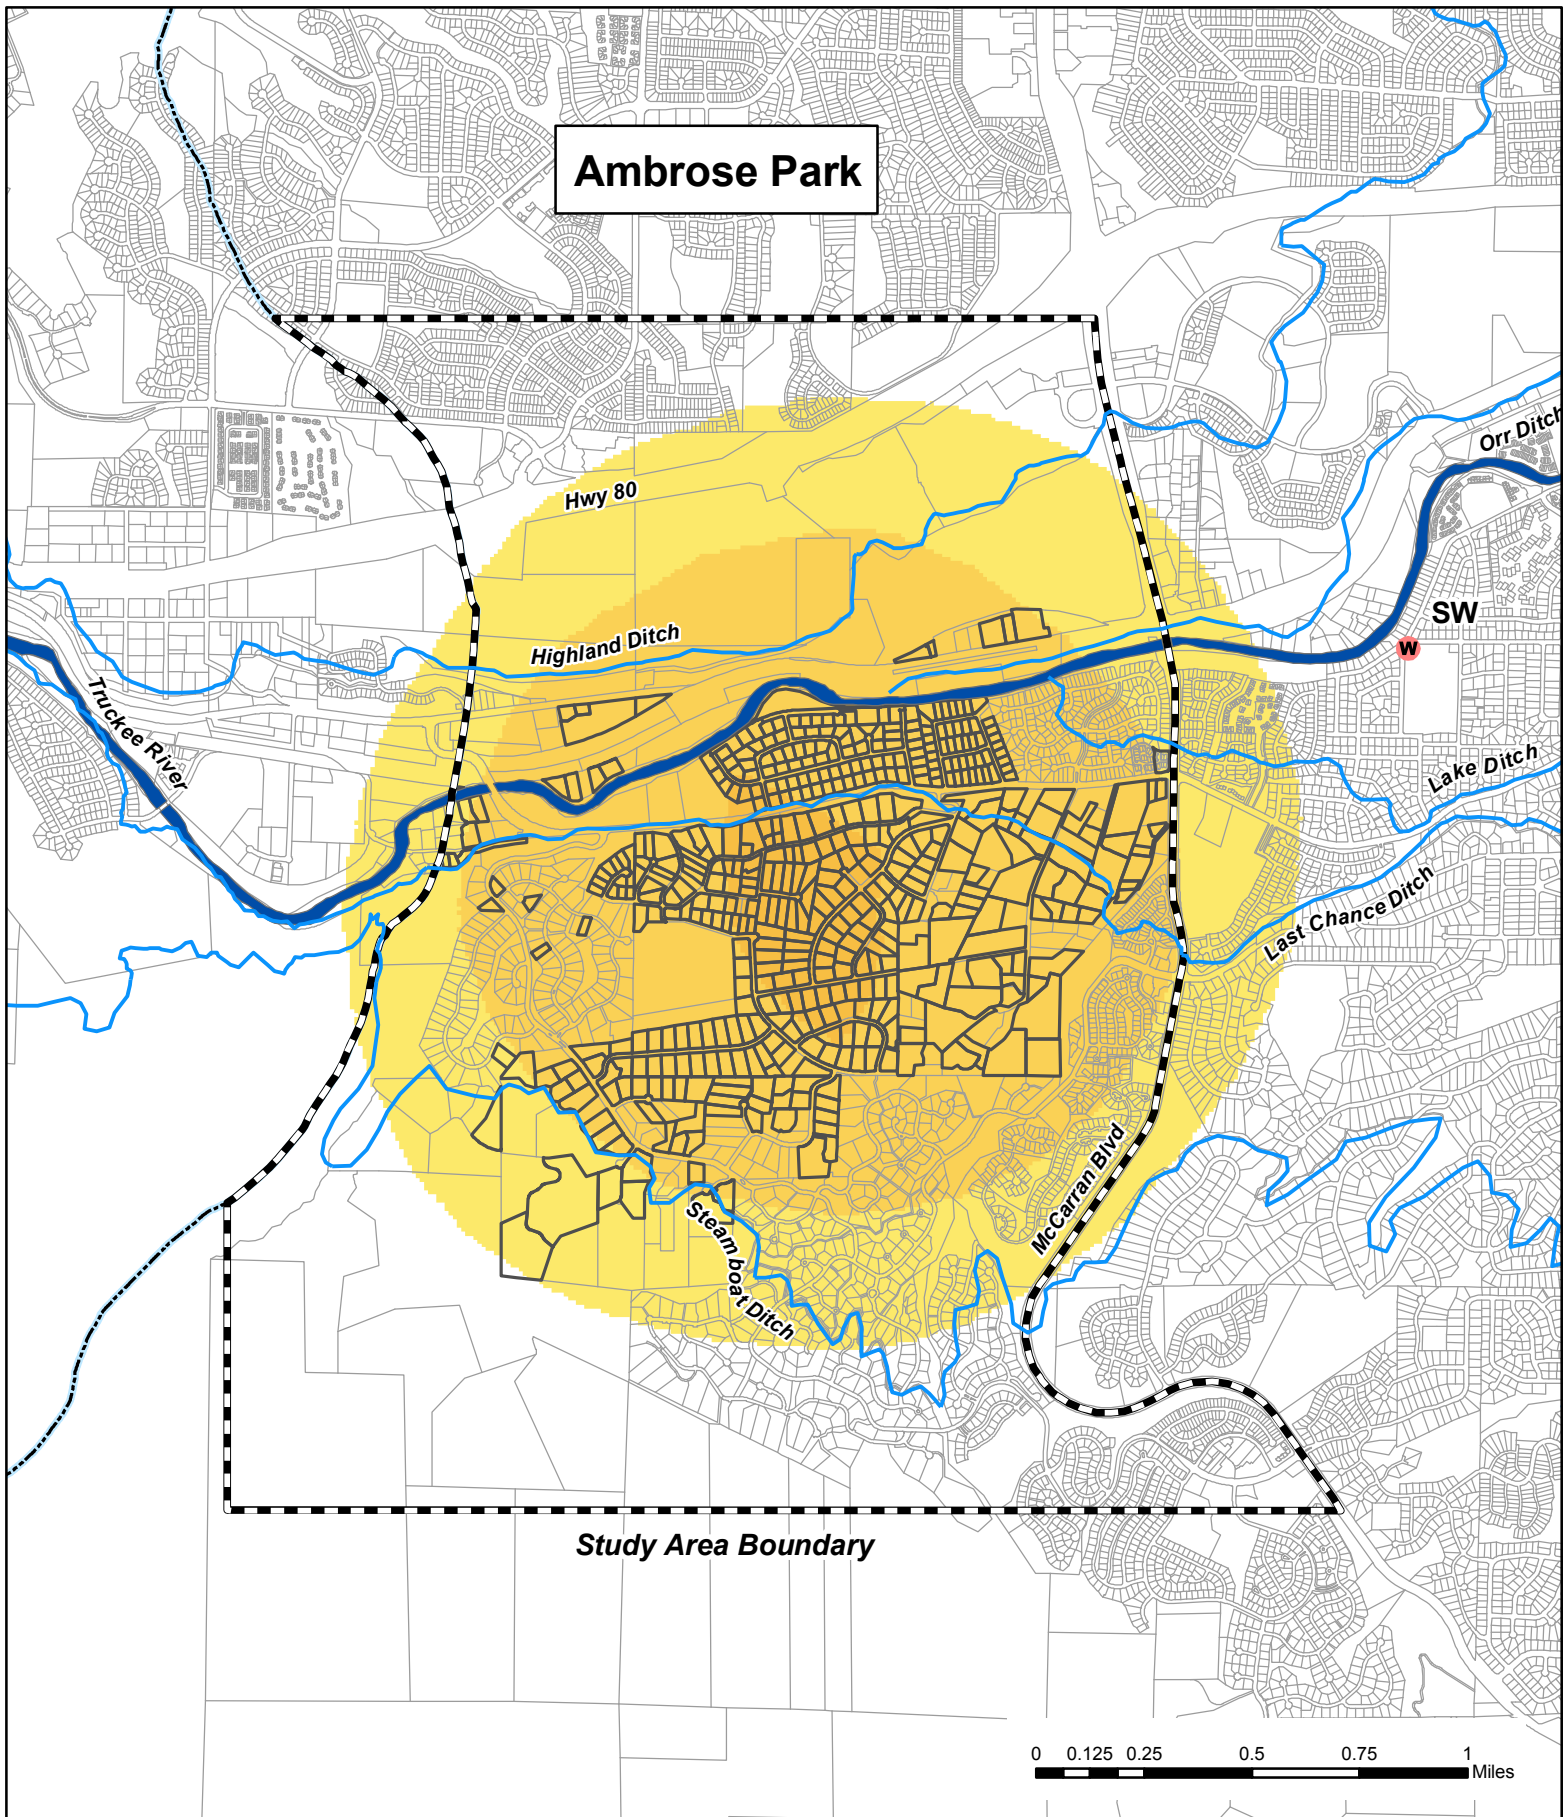 Ambrose Park
Orr Ditch
Hwy 80
SW
W
Highland Ditch
Truckee River
Lake Ditch
Last Chance Ditch
McCarran Blvd
Steamboat Ditch
Study Area Boundary
0 0.125 0.25 0.5 0.75 1
Miles